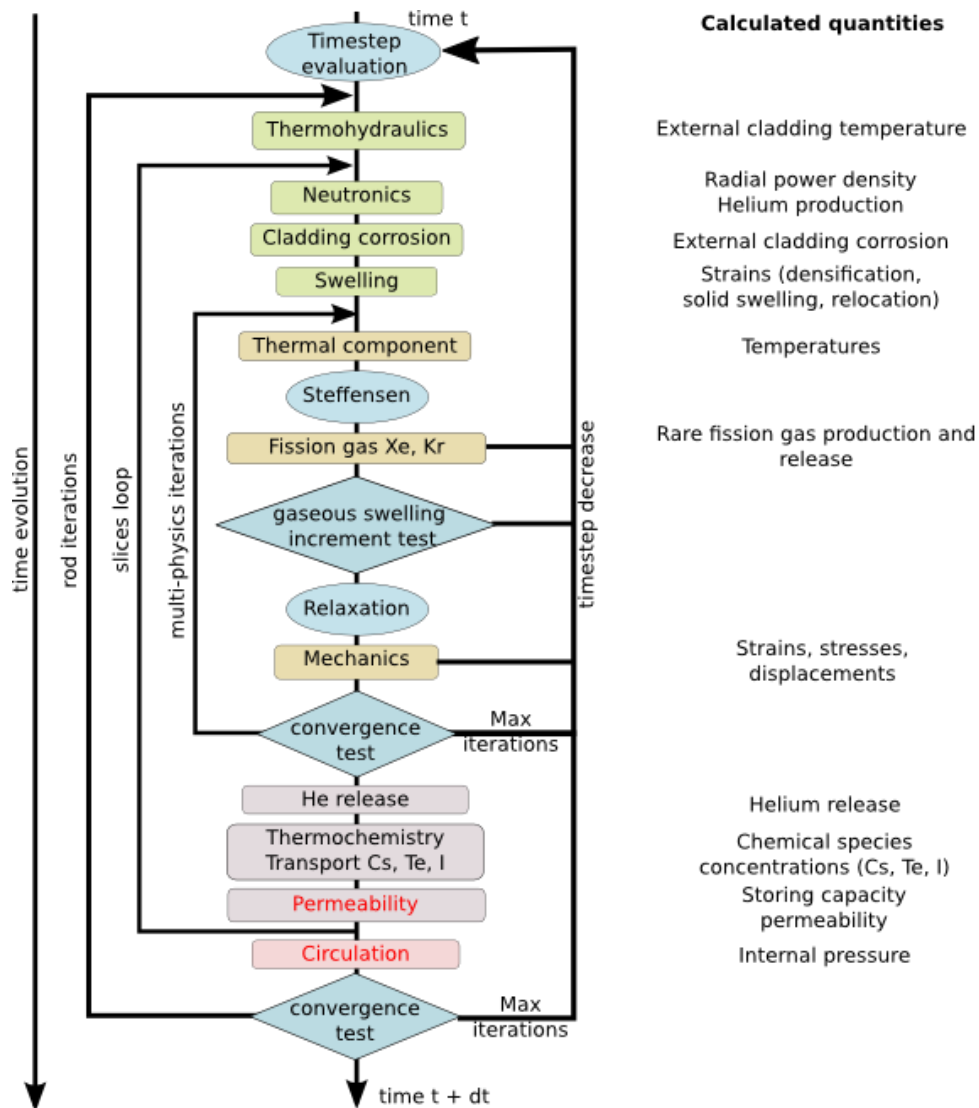 time t
Calculated quantities
Timestep
evaluation
Thermohydraulics
External cladding temperature
Neutronics
Radial power density
Helium production
Cladding corrosion
External cladding corrosion
Swelling
Strains (densification,
solid swelling, relocation)
Thermal component
Temperatures
Steffensen
Fission gas Xe, Kr
Rare fission gas production and
release
gaseous swelling
increment test
Relaxation
Mechanics
Strains, stresses,
displacements
convergence
test
Max
iterations
He release
Helium release
Thermochemistry
Transport Cs, Te, I
Chemical species
concentrations (Cs, Te, I)
Permeability
Storing capacity
permeability
Circulation
Internal pressure
convergence
test
Max
iterations
time t + dt
time evolution
rod iterations
slices loop
multi-physics iterations
timestep decrease